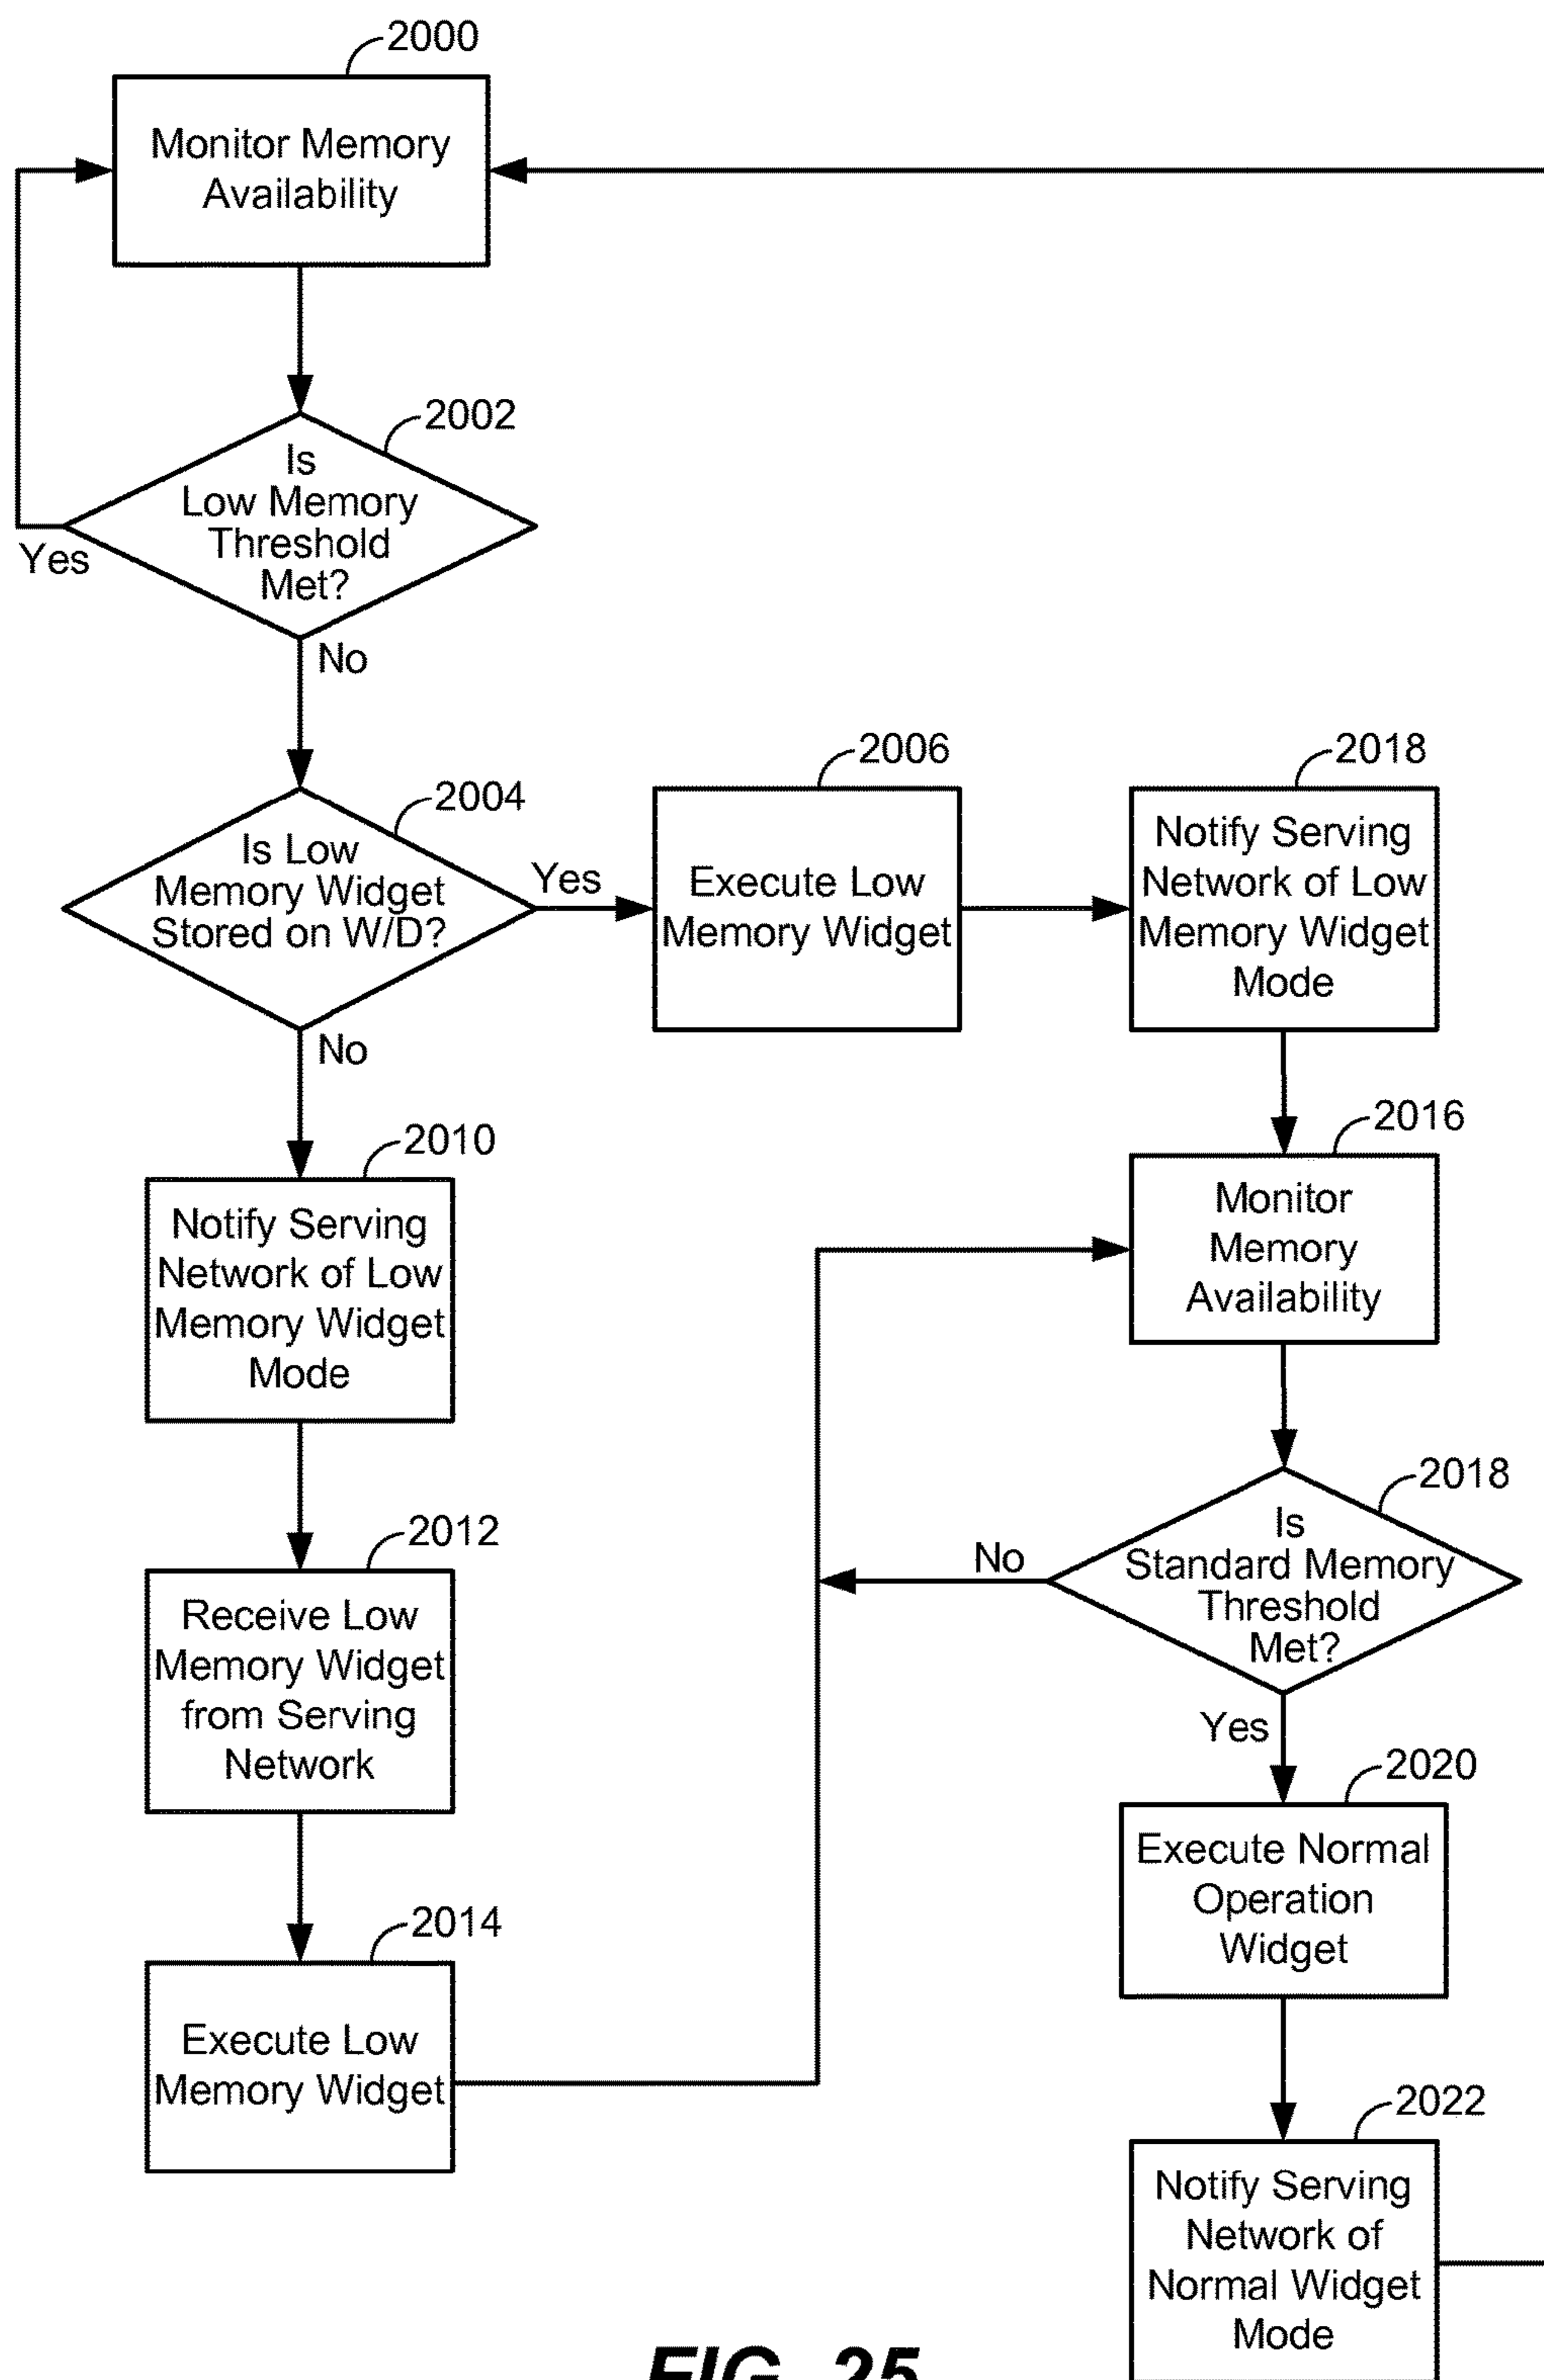 2000
Monitor Memory
Availability
2002
Is
Low Memory
Threshold
Met?
Yes
No
2004
Is Low
Memory Widget
Stored on W/D?
Yes
No
2006
Execute Low
Memory Widget
2018
Notify Serving
Network of Low
Memory Widget
Mode
2010
Notify Serving
Network of Low
Memory Widget
Mode
2016
Monitor
Memory
Availability
2012
Receive Low
Memory Widget
from Serving
Network
2018
Is
Standard Memory
Threshold
Met?
No
Yes
2014
Execute Low
Memory Widget
2020
Execute Normal
Operation
Widget
2022
Notify Serving
Network of
Normal Widget
Mode
FIG. 25